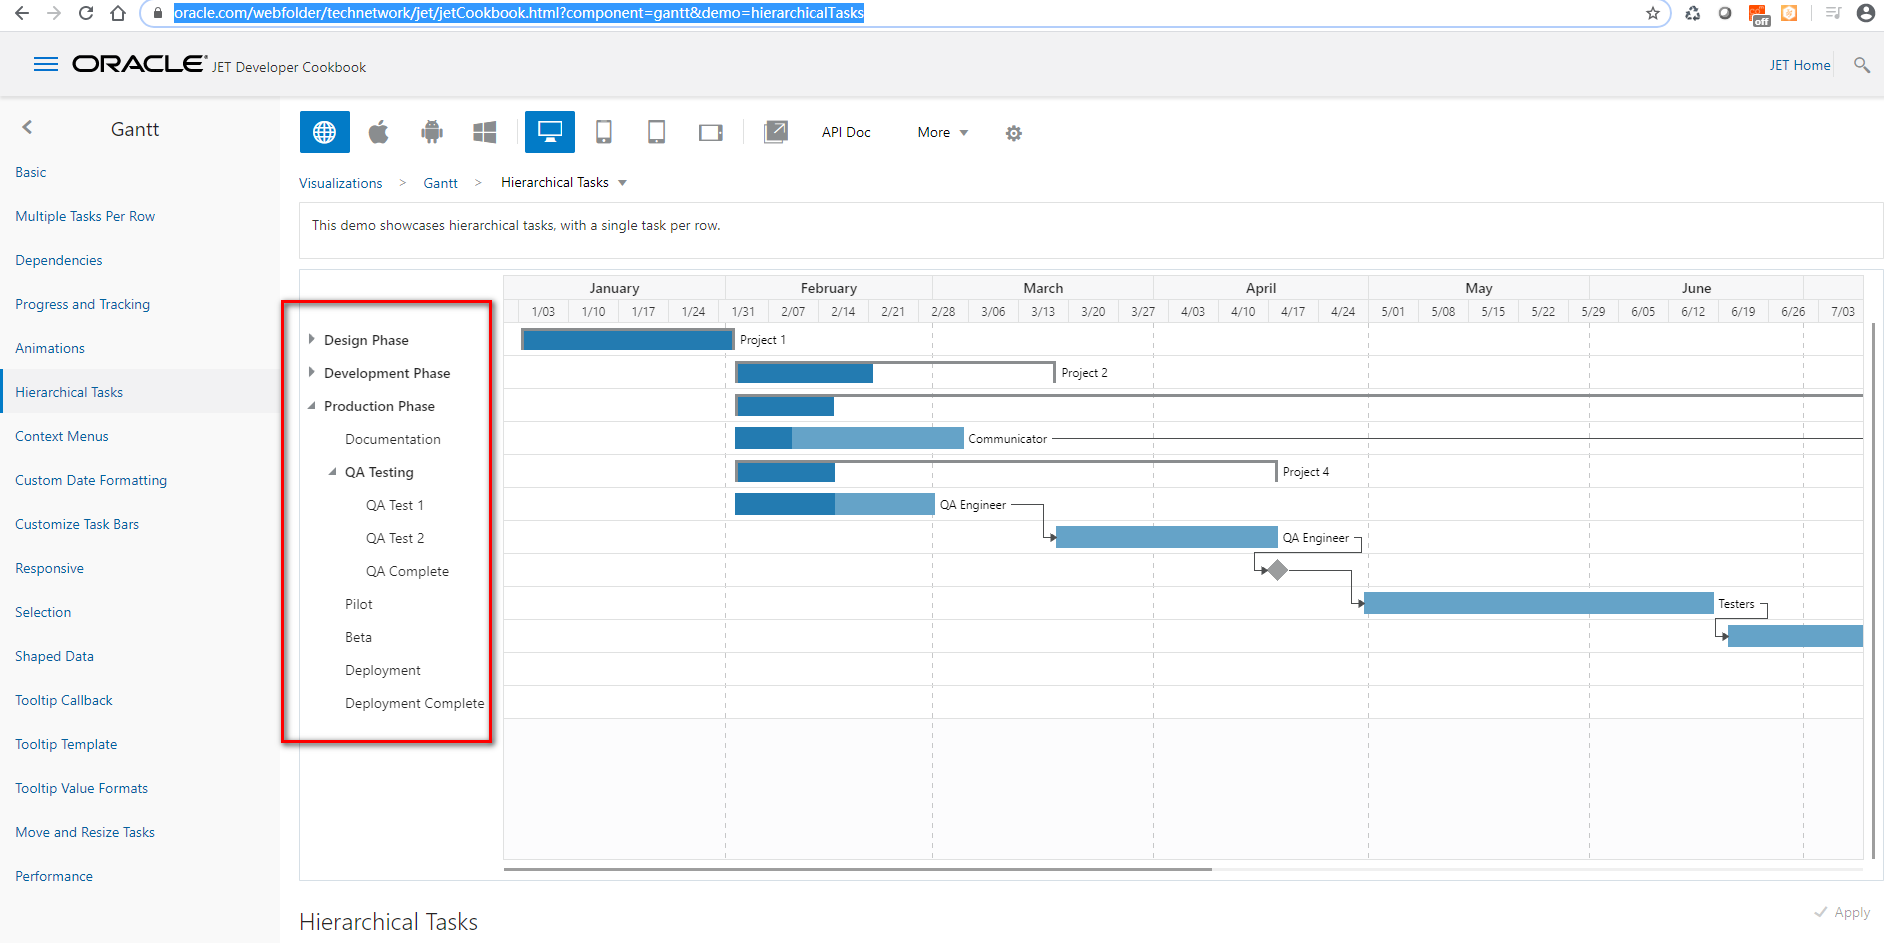 oracle.com/webfolder/technetwork/jet/jetCookbook.html?component=gantt&demo=hierarchicalTasks
off
ORACLE JET Developer Cookbook
JET Home
Gantt
API Doc
More
Basic
Multiple Tasks Per Row
Dependencies
Progress and Tracking
Animations
Hierarchical Tasks
Context Menus
Custom Date Formatting
Customize Task Bars
Responsive
Selection
Shaped Data
Tooltip Callback
Tooltip Template
Tooltip Value Formats
Move and Resize Tasks
Performance
Visualizations > Gantt > Hierarchical Tasks
This demo showcases hierarchical tasks, with a single task per row.
January February March April May June
1/03 1/10 1/17 1/24 1/31 2/07 2/14 2/21 2/28 3/06 3/13 3/20 3/27 4/03 4/10 4/17 4/24 5/01 5/08 5/15 5/22 5/29 6/05 6/12 6/19 6/26 7/03
Design Phase Project 1
Development Phase Project 2
Production Phase
Documentation Communicator
QA Testing Project 4
QA Test 1 QA Engineer
QA Test 2 QA Engineer
QA Complete
Pilot Testers
Beta
Deployment
Deployment Complete
Hierarchical Tasks
Apply